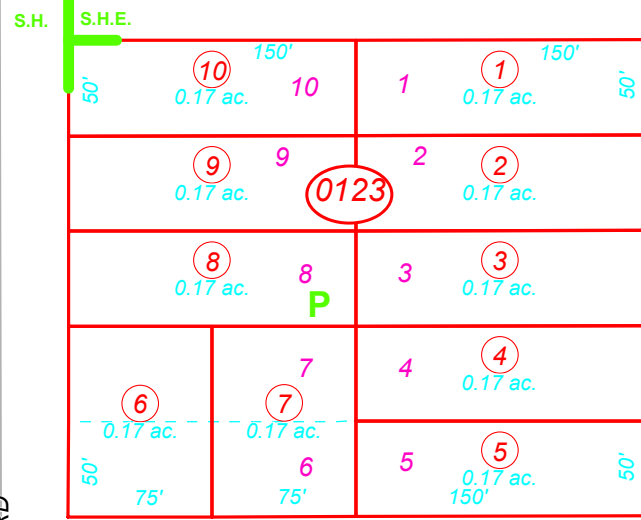 S.H. S.H.E.
150' 150'
50' 10 10 1 1 50'
0.17 ac. 0.17 ac.
9 9 2 2
0.17 ac. 0123 0.17 ac.
8 8 3 3
0.17 ac. 0.17 ac.
P
7 4 4
0.17 ac.
6 7
0.17 ac. 0.17 ac.
50' 6 5 5 50'
0.17 ac.
75' 75' 150'